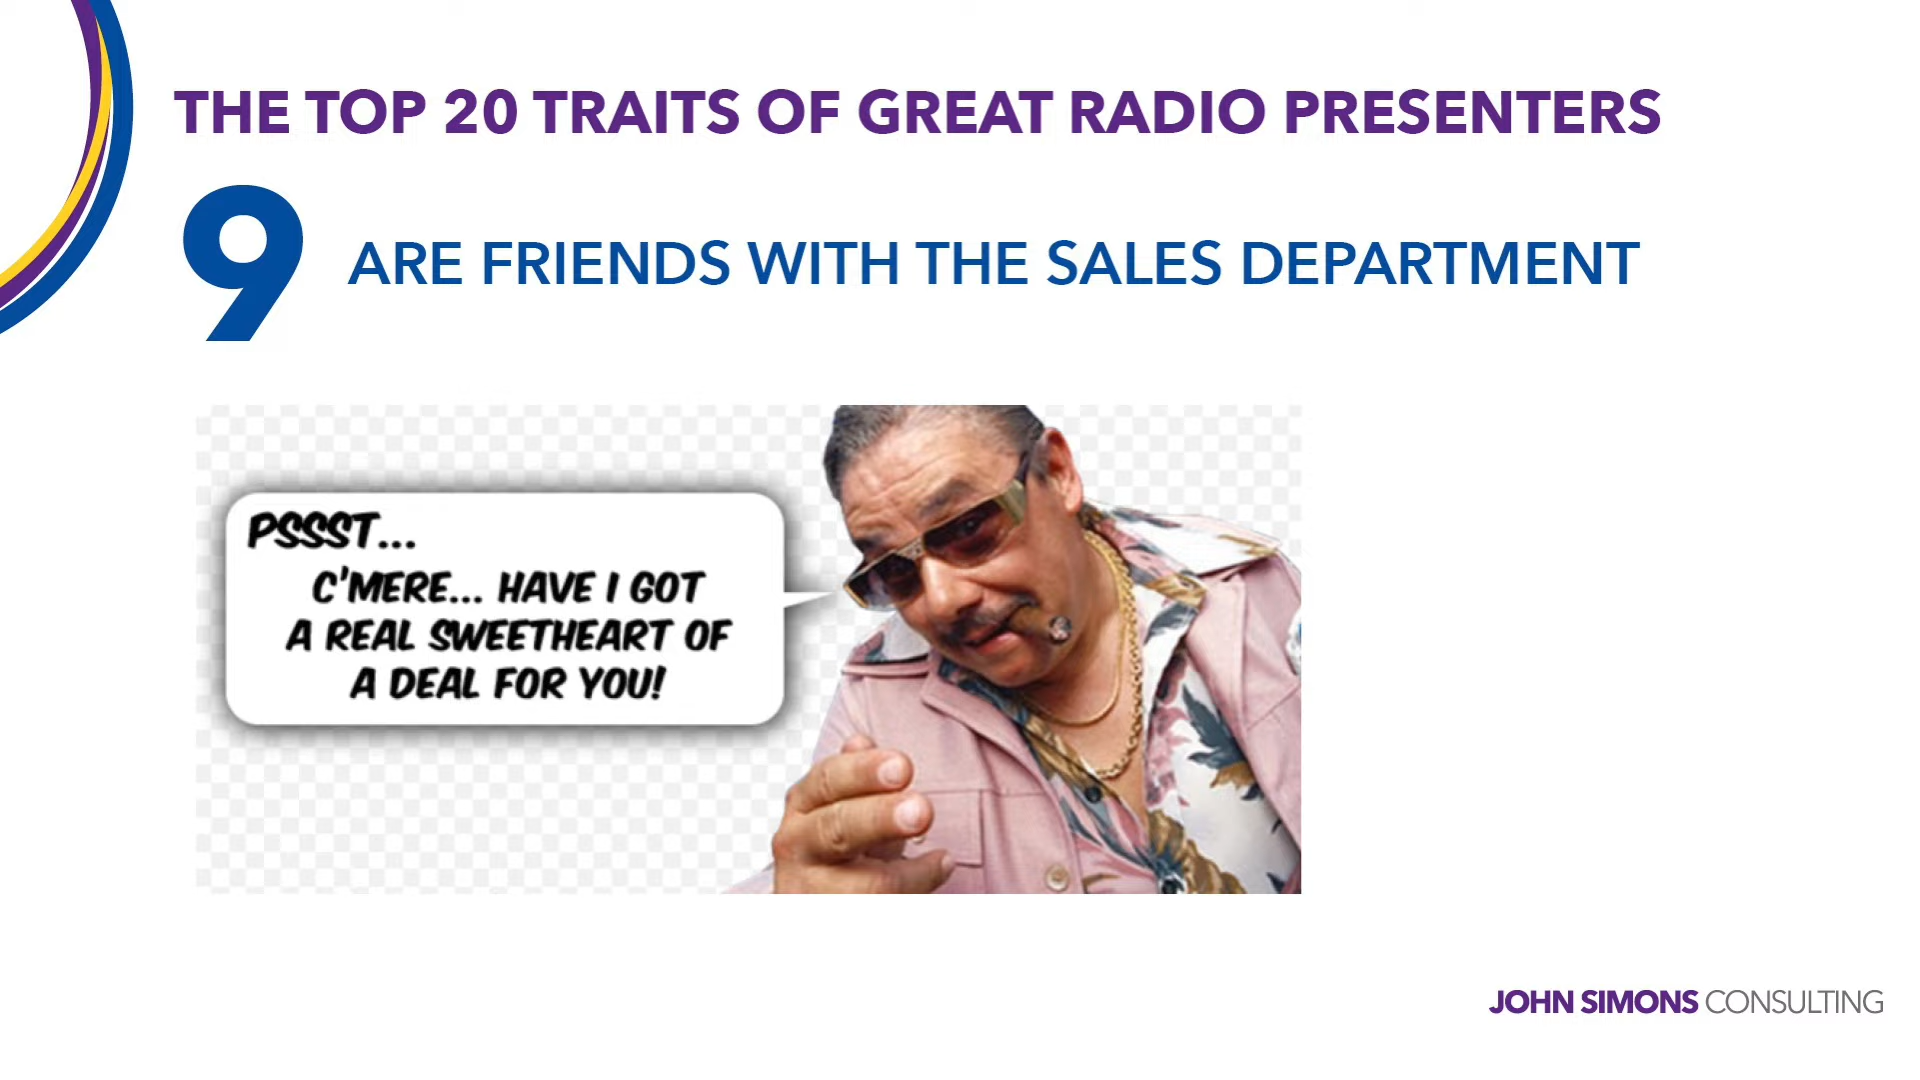 THE TOP 20 TRAITS OF GREAT RADIO PRESENTERS
9 ARE FRIENDS WITH THE SALES DEPARTMENT
PSSST...
C'MERE... HAVE I GOT
A REAL SWEETHEART OF
A DEAL FOR YOU!
JOHN SIMONS CONSULTING